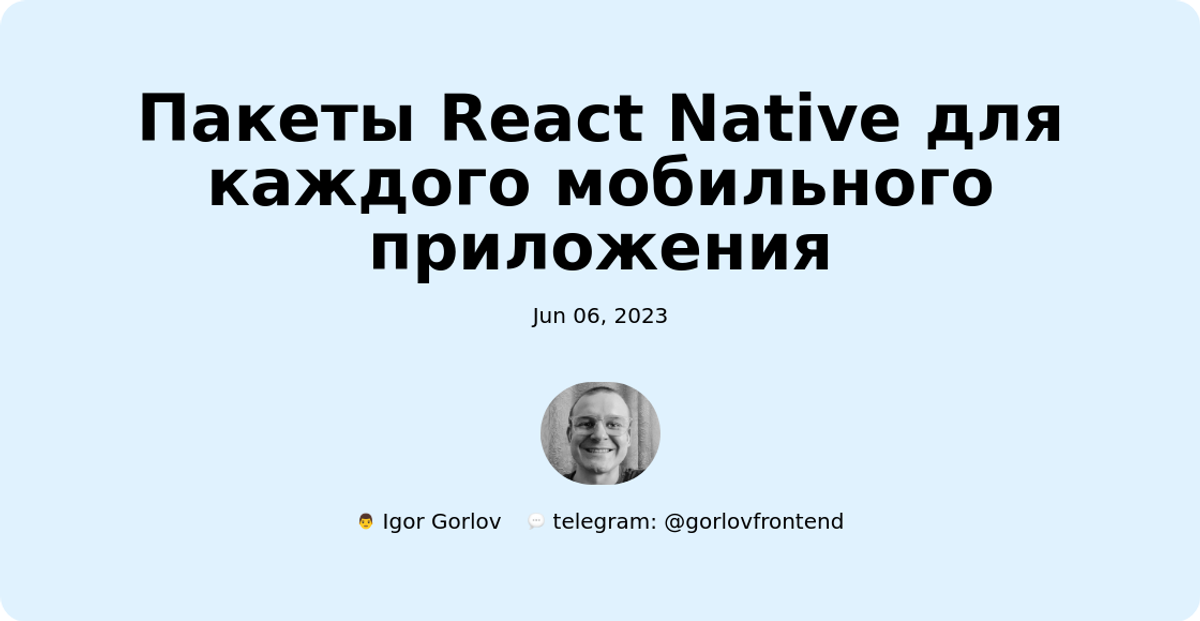 Пакеты React Native для
каждого мобильного
приложения
Jun 06, 2023
👨 Igor Gorlov 💬 telegram: @gorlovfrontend